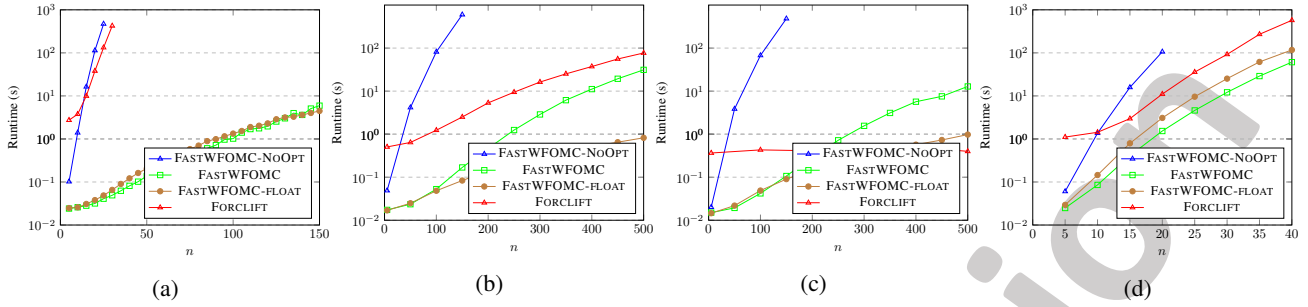 10^3
10^2
10^1
10^0
10^−1
10^−2
Runtime (s)
0 50 100 150
n
FASTWFOMC-NOOPT
FASTWFOMC
FASTWFOMC-FLOAT
FORCLIFT
(a)
10^2
10^1
10^0
10^−1
10^−2
Runtime (s)
0 100 200 300 400 500
n
FASTWFOMC-NOOPT
FASTWFOMC
FASTWFOMC-FLOAT
FORCLIFT
(b)
10^2
10^1
10^0
10^−1
10^−2
Runtime (s)
0 100 200 300 400 500
n
FASTWFOMC-NOOPT
FASTWFOMC
FASTWFOMC-FLOAT
FORCLIFT
(c)
10^3
10^2
10^1
10^0
10^−1
10^−2
Runtime (s)
0 5 10 15 20 25 30 35 40
n
FASTWFOMC-NOOPT
FASTWFOMC
FASTWFOMC-FLOAT
FORCLIFT
(d)